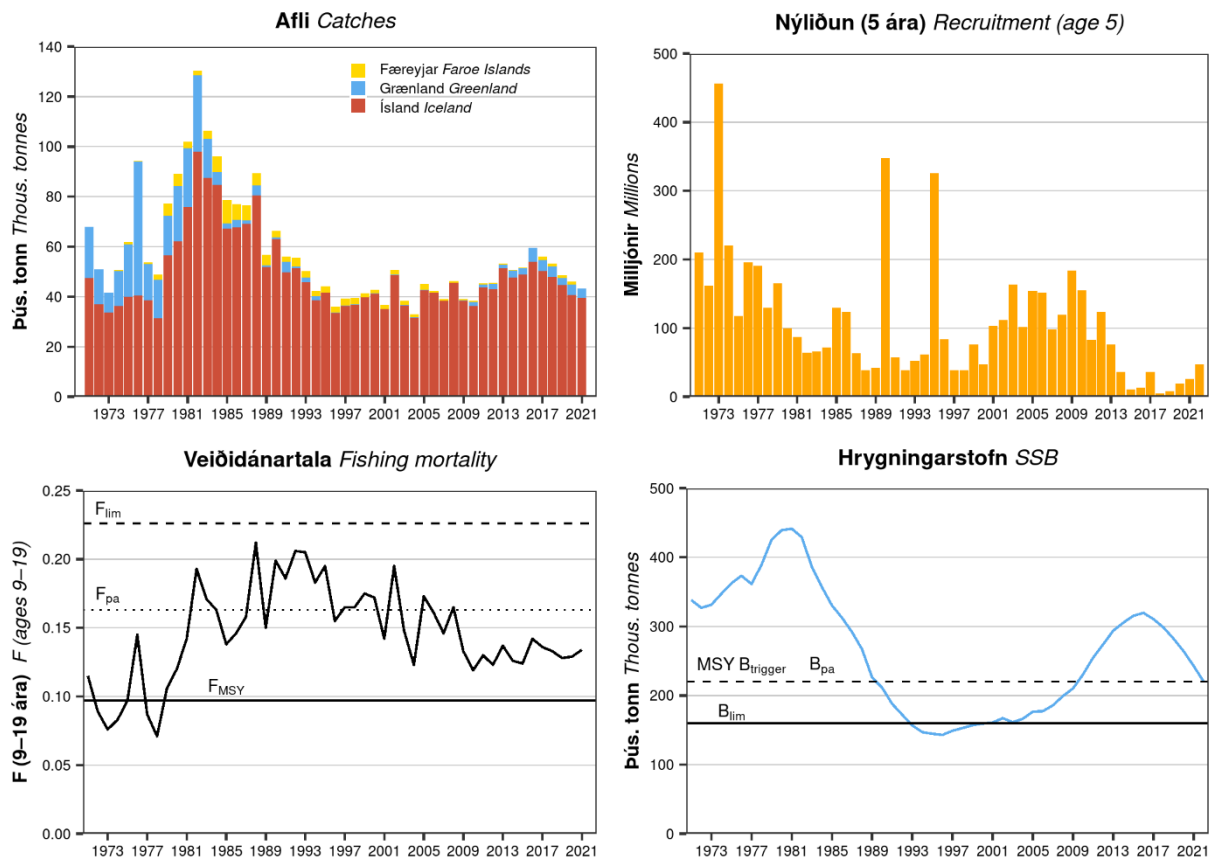 Afli Catches
Þús. tonn Thous. tonnes
140
120
100
80
60
40
20
0
Færeyjar Faroe Islands
Grænland Greenland
Ísland Iceland
1973 1977 1981 1985 1989 1993 1997 2001 2005 2009 2013 2017 2021
Nýliðun (5 ára) Recruitment (age 5)
Milljónir Millions
500
400
300
200
100
0
1973 1977 1981 1985 1989 1993 1997 2001 2005 2009 2014 2017 2021
Veiðidánartala Fishing mortality
F (9–19 ára) F (ages 9–19)
0.25
0.20
0.15
0.10
0.05
0.00
Flim
Fpa
FMSY
1973 1977 1981 1985 1989 1993 1997 2001 2005 2009 2013 2017 2021
Hrygningarstofn SSB
Þús. tonn Thous. tonnes
500
400
300
200
100
0
MSY Btrigger Bpa
Blim
1973 1977 1981 1985 1989 1993 1997 2001 2005 2009 2013 2017 2021